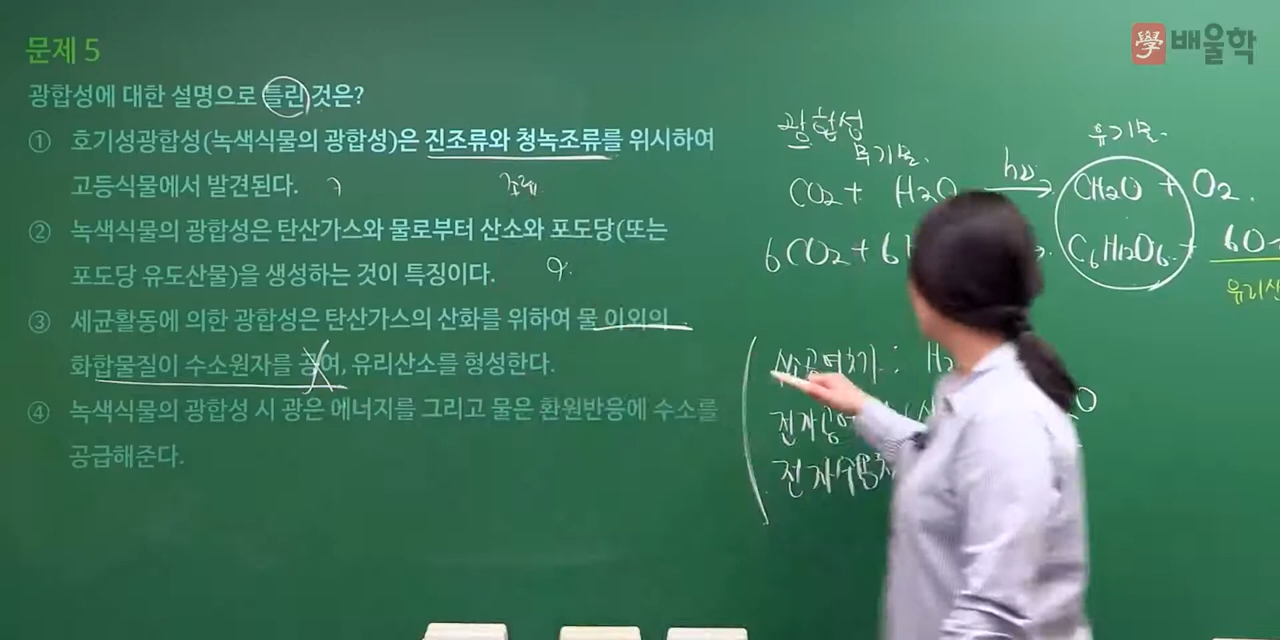 문제 5
學 배울학
광합성에 대한 설명으로 틀린 것은?
① 호기성광합성(녹색식물의 광합성)은 진조류와 청녹조류를 위시하여
고등식물에서 발견된다.
② 녹색식물의 광합성은 탄산가스와 물로부터 산소와 포도당(또는
포도당 유도산물)을 생성하는 것이 특징이다.
③ 세균활동에 의한 광합성은 탄산가스의 산화를 위하여 물 이외의
화합물질이 수소원자를 공여, 유리산소를 형성한다.
④ 녹색식물의 광합성 시 광은 에너지를 그리고 물은 환원반응에 수소를
공급해준다.
광합성
무기물. 유기물.
CO2 + H2O hν CH2O + O2.
6CO2 + 6 C6H12O6 + 6O
전자